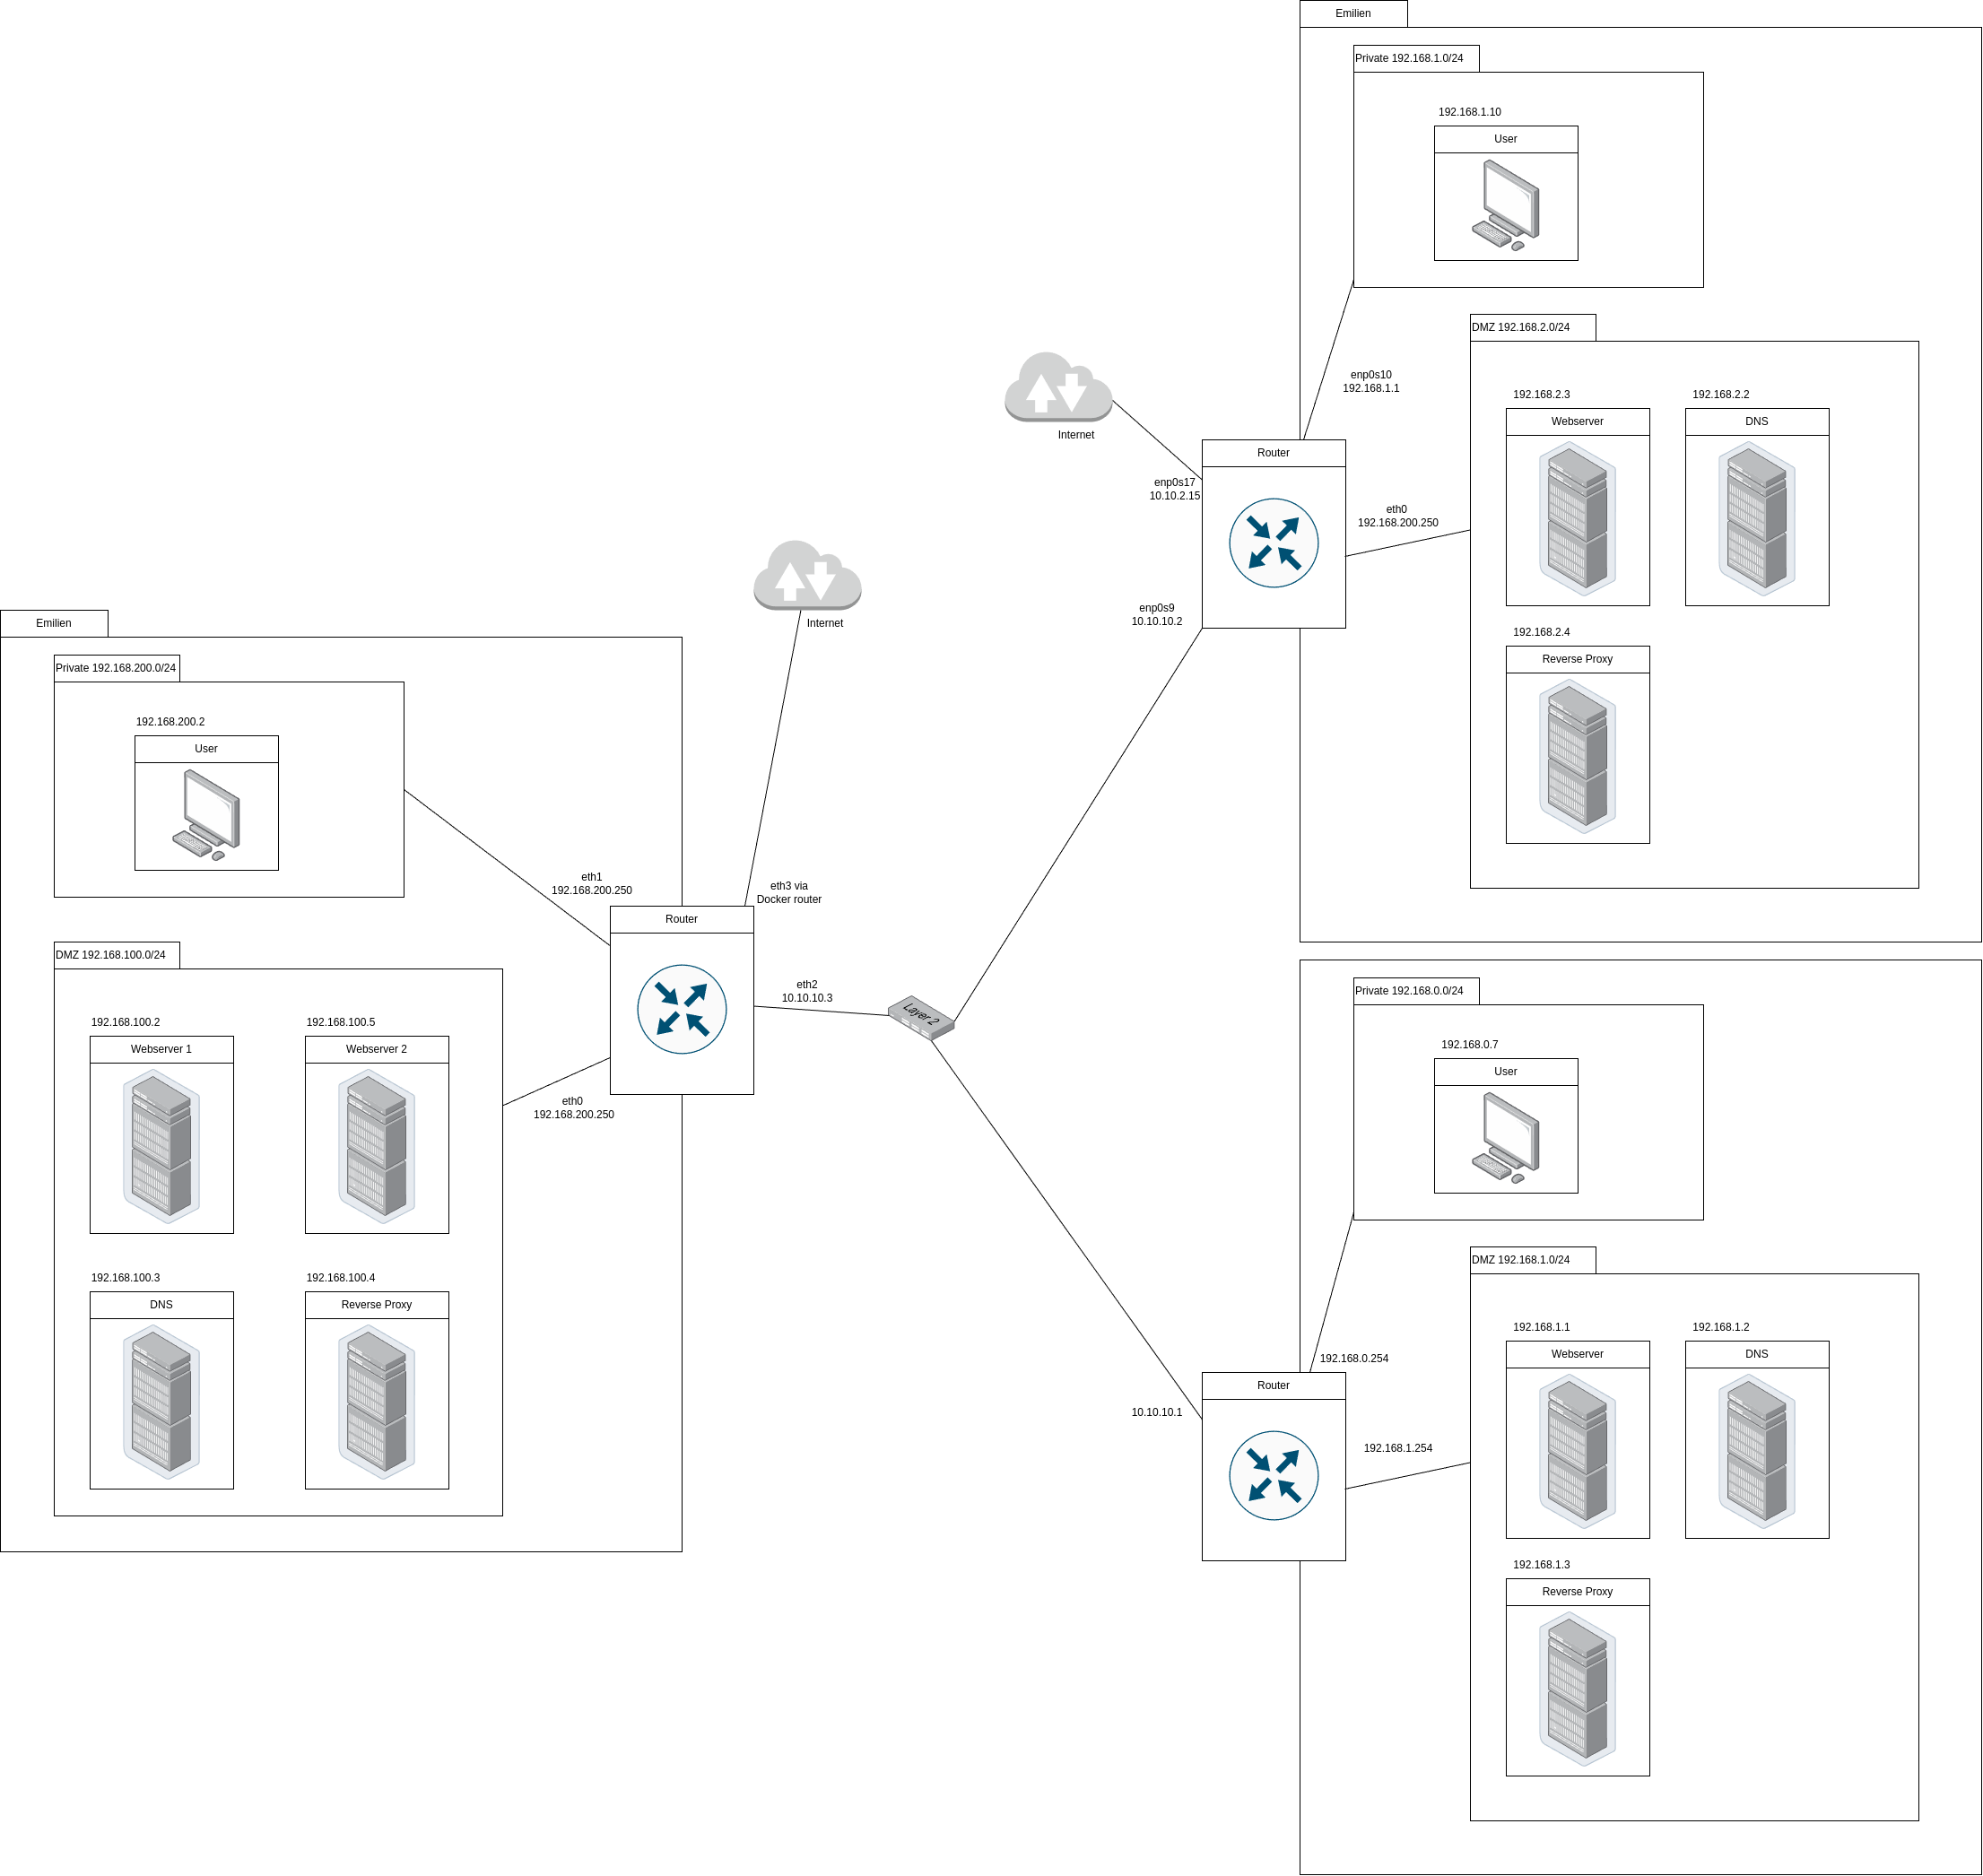 Emilien
Private 192.168.1.0/24
192.168.1.10
User
DMZ 192.168.2.0/24
enp0s10
192.168.1.1
192.168.2.3
192.168.2.2
Webserver
DNS
Internet
Router
enp0s17
10.10.2.15
eth0
192.168.200.250
enp0s9
10.10.10.2
192.168.2.4
Reverse Proxy
Internet
Emilien
Private 192.168.200.0/24
192.168.200.2
User
eth1
192.168.200.250
eth3 via
Docker router
Router
DMZ 192.168.100.0/24
eth2
10.10.10.3
Layer 2
192.168.100.2
192.168.100.5
Webserver 1
Webserver 2
eth0
192.168.200.250
192.168.100.3
192.168.100.4
DNS
Reverse Proxy
Private 192.168.0.0/24
192.168.0.7
User
DMZ 192.168.1.0/24
192.168.0.254
192.168.1.1
192.168.1.2
Webserver
DNS
Router
10.10.10.1
192.168.1.254
192.168.1.3
Reverse Proxy